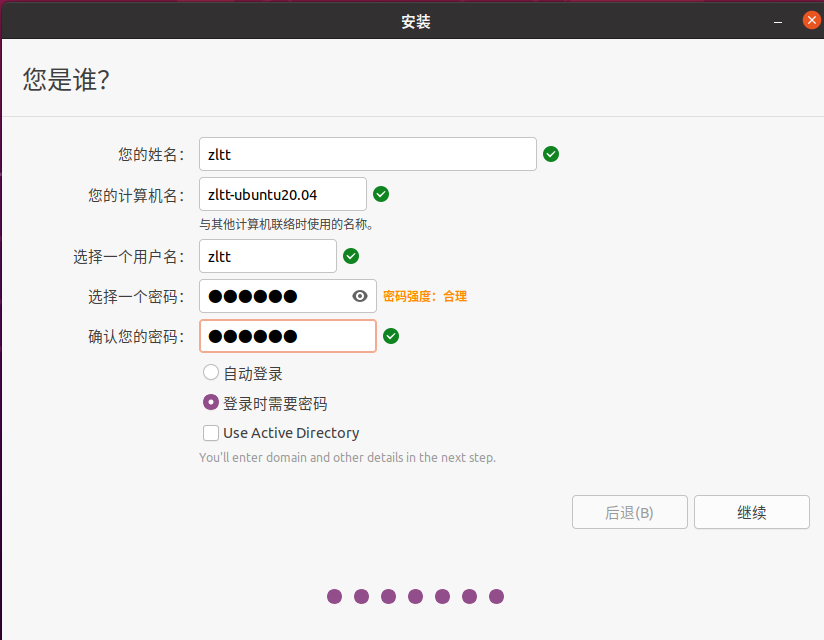 安装
您是谁？
您的姓名： zltt
您的计算机名： zltt-ubuntu20.04
与其他计算机联络时使用的名称。
选择一个用户名： zltt
选择一个密码： ●●●●●● 密码强度：合理
确认您的密码： ●●●●●●
自动登录
登录时需要密码
Use Active Directory
You'll enter domain and other details in the next step.
后退(B) 继续